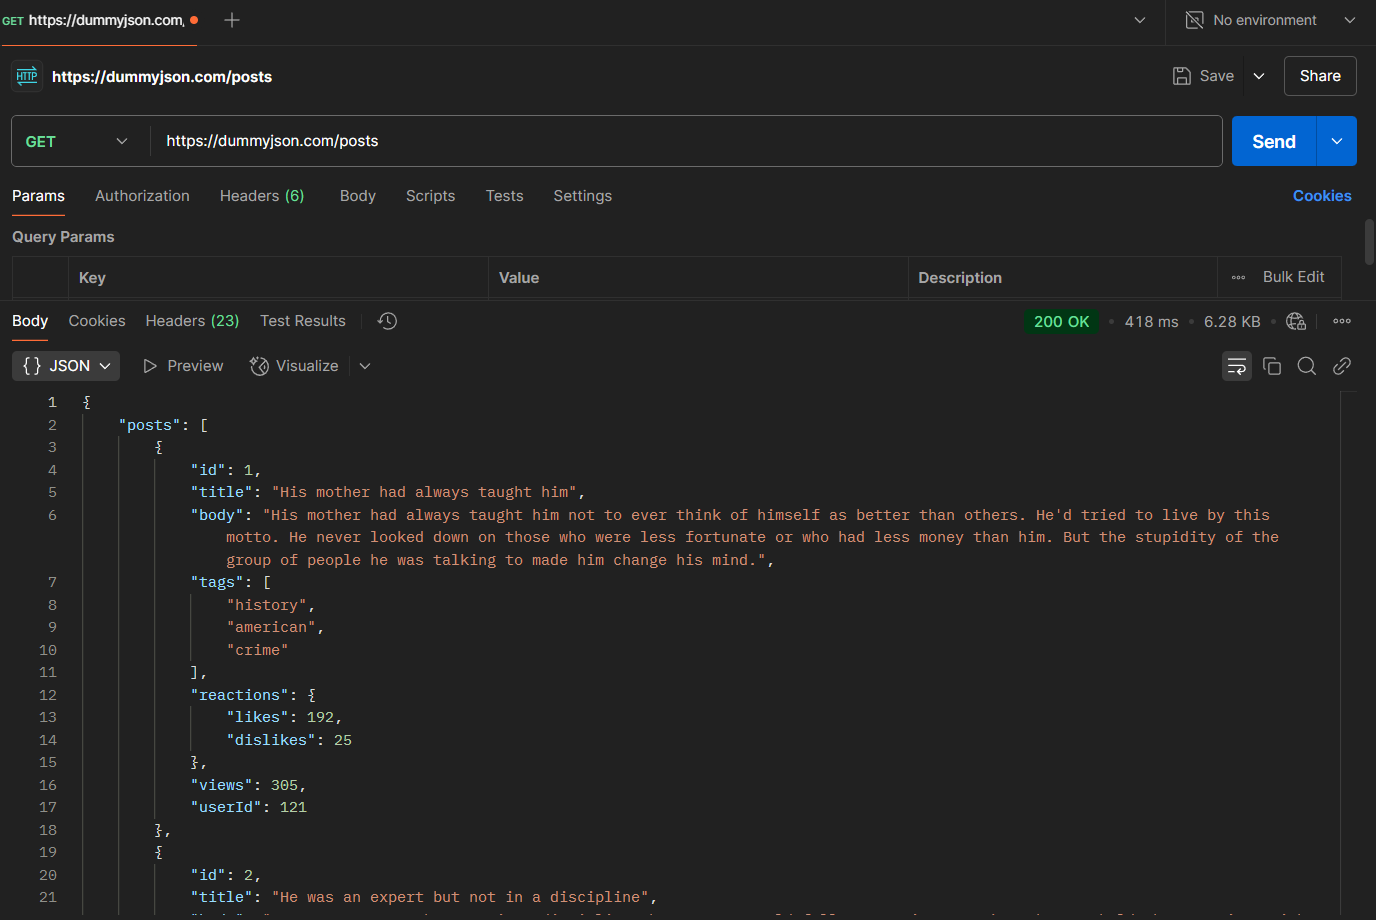 GET https://dummyjson.com,
No environment
HTTP https://dummyjson.com/posts
Save
Share
GET
https://dummyjson.com/posts
Send
Params Authorization Headers (6) Body Scripts Tests Settings Cookies
Query Params
Key Value Description Bulk Edit
Body Cookies Headers (23) Test Results 200 OK 418 ms 6.28 KB
{} JSON Preview Visualize
1 {
2 "posts": [
3 {
4 "id": 1,
5 "title": "His mother had always taught him",
6 "body": "His mother had always taught him not to ever think of himself as better than others. He'd tried to live by this
motto. He never looked down on those who were less fortunate or who had less money than him. But the stupidity of the
group of people he was talking to made him change his mind.",
7 "tags": [
8 "history",
9 "american",
10 "crime"
11 ],
12 "reactions": {
13 "likes": 192,
14 "dislikes": 25
15 },
16 "views": 305,
17 "userId": 121
18 },
19 {
20 "id": 2,
21 "title": "He was an expert but not in a discipline",